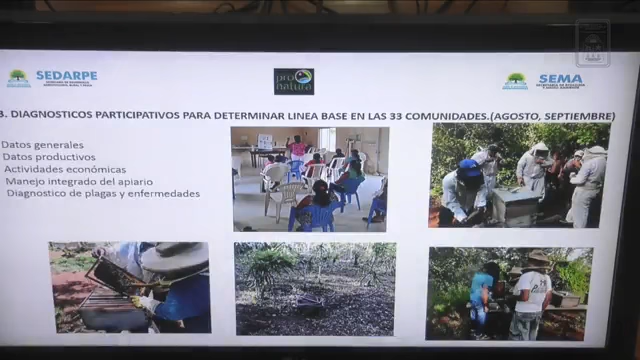 SEDARPE
pro
natura
SEMA
3. DIAGNOSTICOS PARTICIPATIVOS PARA DETERMINAR LINEA BASE EN LAS 33 COMUNIDADES.(AGOSTO, SEPTIEMBRE)
Datos generales
Datos productivos
Actividades económicas
Manejo integrado del apiario
Diagnostico de plagas y enfermedades